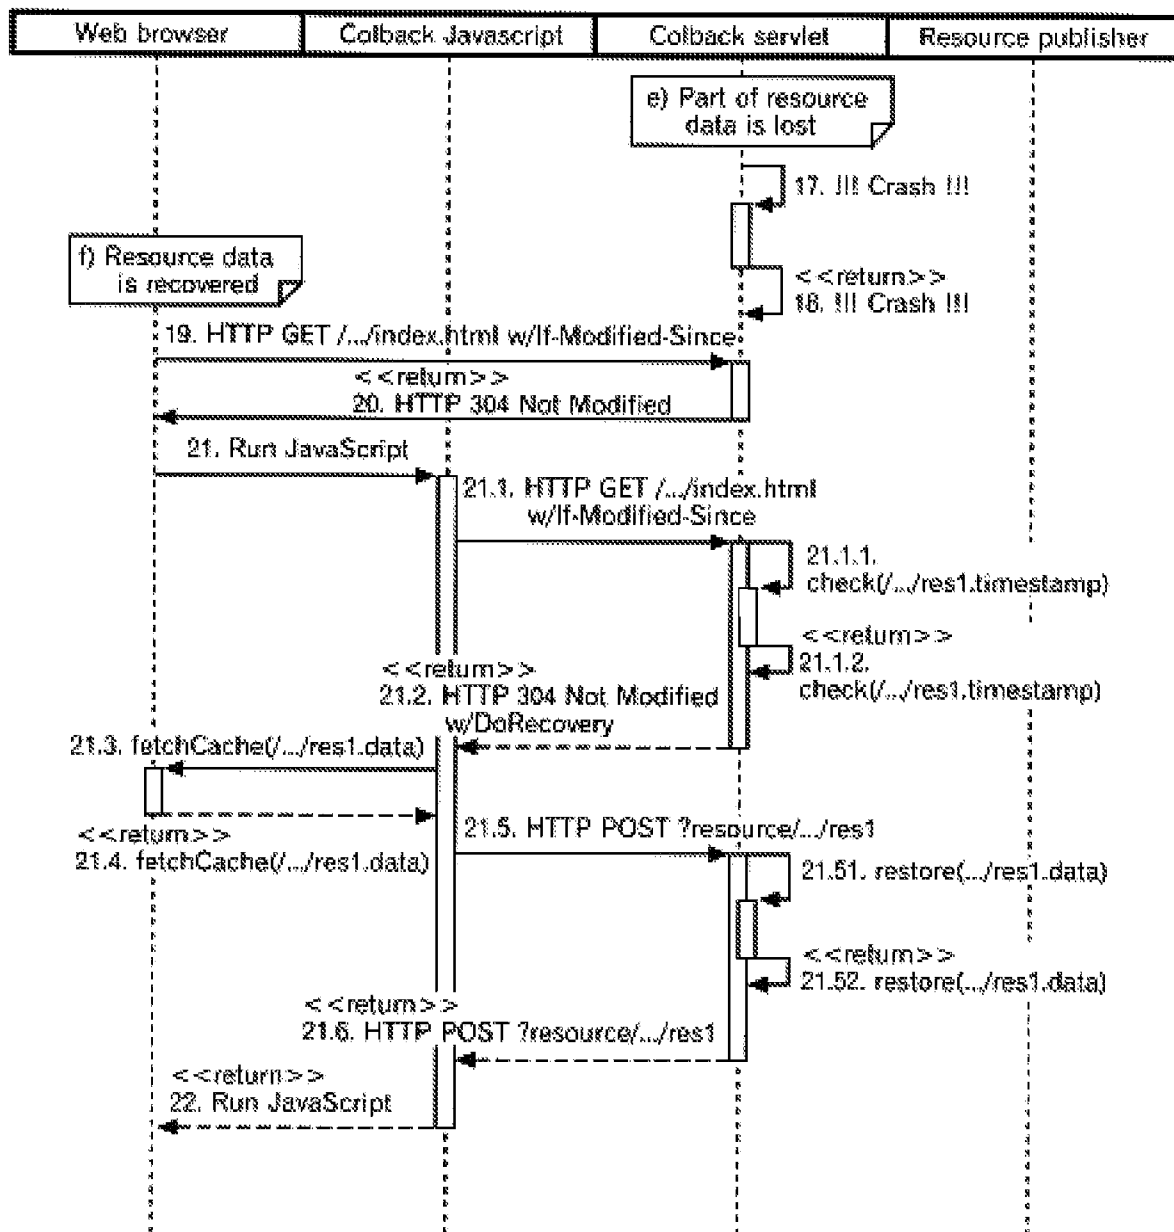 Web browser
Colback Javascript
Colback servlet
Resource publisher
e) Part of resource
data is lost
17. !!! Crash !!!
f) Resource data
is recovered
<<return>>
18. !!! Crash !!!
19. HTTP GET /.../index.html w/If-Modified-Since
<<return>>
20. HTTP 304 Not Modified
21. Run JavaScript
21.1. HTTP GET /.../index.html
w/If-Modified-Since
21.1.1.
check(/.../res1.timestamp)
<<return>>
21.1.2.
check(/.../res1.timestamp)
<<return>>
21.2. HTTP 304 Not Modified
w/DoRecovery
21.3. fetchCache(/.../res1.data)
<<return>>
21.4. fetchCache(/.../res1.data)
21.5. HTTP POST ?resource/.../res1
21.51. restore(.../res1.data)
<<return>>
21.52. restore(.../res1.data)
<<return>>
21.6. HTTP POST ?resource/.../res1
<<return>>
22. Run JavaScript